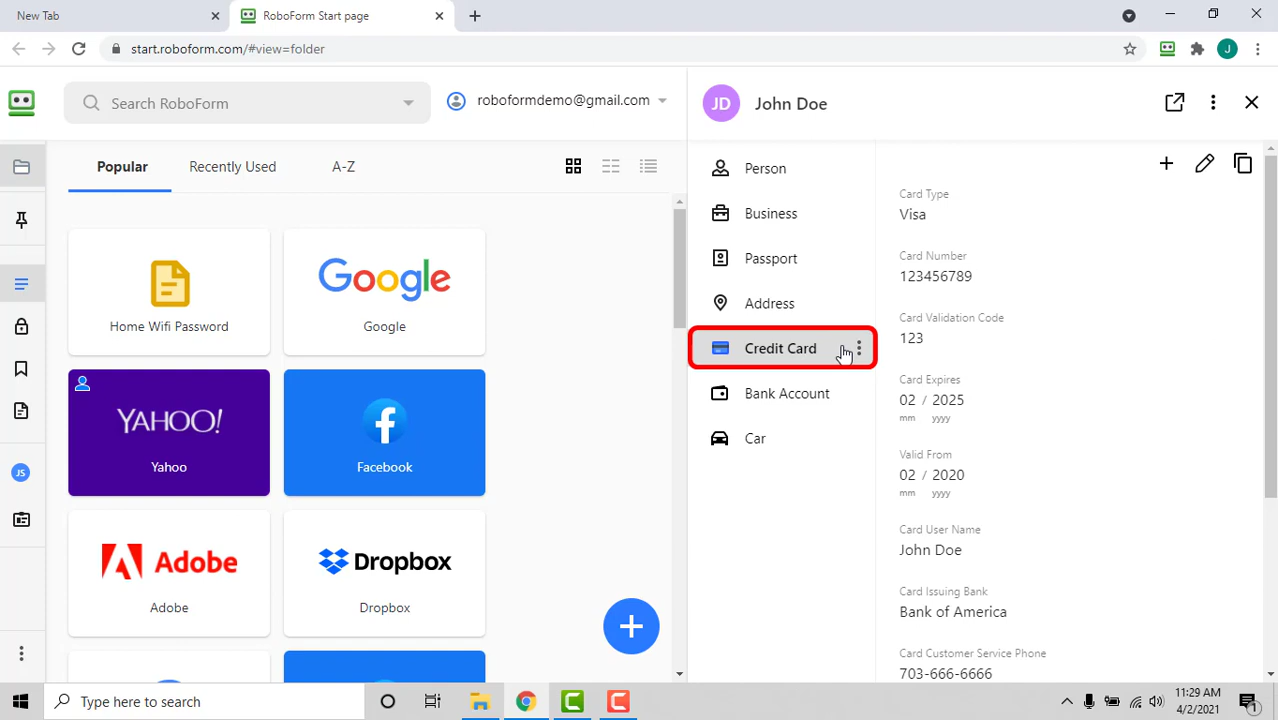 New Tab
RoboForm Start page
start.roboform.com/#view=folder
J
Search RoboForm
roboformdemo@gmail.com
JD
John Doe
Popular
Recently Used
A-Z
Home Wifi Password
Google
Google
YAHOO!
Yahoo
Facebook
Adobe
Adobe
Dropbox
Dropbox
JS
Person
Business
Passport
Address
Credit Card
Bank Account
Car
Card Type
Visa
Card Number
123456789
Card Validation Code
123
Card Expires
02 / 2025
mm yyyy
Valid From
02 / 2020
mm yyyy
Card User Name
John Doe
Card Issuing Bank
Bank of America
Card Customer Service Phone
703-666-6666
Type here to search
C
C
11:29 AM
4/2/2021
1